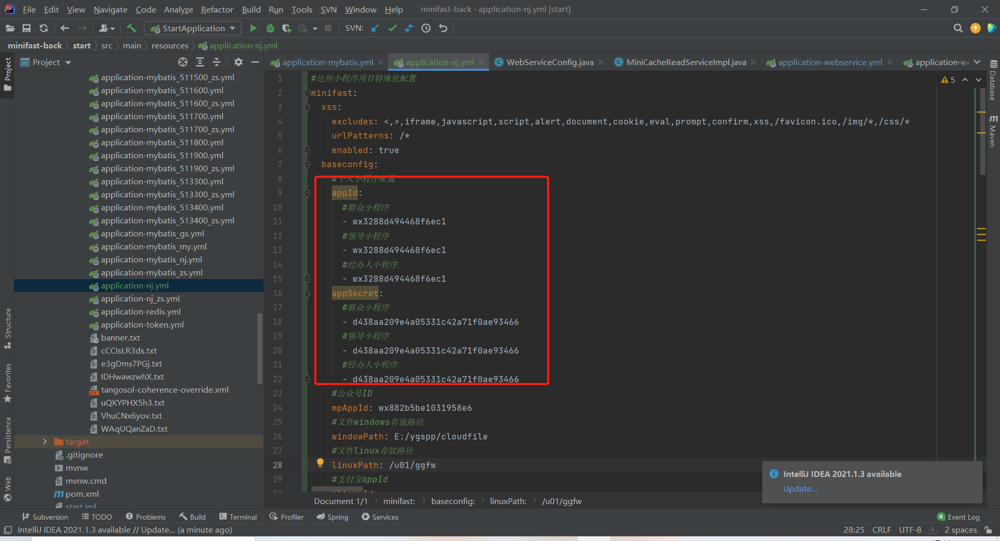 File Edit View Navigate Code Analyze Refactor Build Run Tools SVN Window Help minifast-back - application-nj.yml [start]
StartApplication SVN:
minifast-back start src main resources application-nj.yml
Project
application-mybatis.yml application-nj.yml WebServiceConfig.java MiniCacheReadServiceImpl.java application-webservice.yml
Project
Structure
Favorites
Persistence
Web
application-mybatis_511500_zs.yml
application-mybatis_511600.yml
application-mybatis_511600_zs.yml
application-mybatis_511700.yml
application-mybatis_511700_zs.yml
application-mybatis_511800.yml
application-mybatis_511900.yml
application-mybatis_511900_zs.yml
application-mybatis_513300.yml
application-mybatis_513300_zs.yml
application-mybatis_513400.yml
application-mybatis_513400_zs.yml
application-mybatis_gs.yml
application-mybatis_my.yml
application-mybatis_nj.yml
application-mybatis_zs.yml
application-nj.yml
application-nj_zs.yml
application-redis.yml
application-token.yml
banner.txt
cCCIsLR3ds.txt
e3gDms7PGj.txt
IDHwawzwhX.txt
tangosol-coherence-override.xml
uQKYPHX5h3.txt
VhuCNx6yov.txt
WAqUQanZaD.txt
target
.gitignore
mvnw
mvnw.cmd
pom.xml
start.iml
1 #达州小程序项目特殊化配置
2 minifast:
3 xss:
4 excludes: <,>,iframe,javascript,script,alert,document,cookie,eval,prompt,confirm,xss,/favicon.ico,/img/*,/css/*
5 urlPatterns: /*
6 enabled: true
7 baseconfig:
8 #个人小程序配置
9 appId:
10 #群众小程序
11 - wx3288d494468f6ec1
12 #领导小程序
13 - wx3288d494468f6ec1
14 #经办人小程序
15 - wx3288d494468f6ec1
16 appSecret:
17 #群众小程序
18 - d438aa209e4a05331c42a71f0ae93466
19 #领导小程序
20 - d438aa209e4a05331c42a71f0ae93466
21 #经办人小程序
22 - d438aa209e4a05331c42a71f0ae93466
23 #公众号ID
24 mpAppId: wx882b5be1031958e6
25 #文件windows存放路径
26 windowPath: E:/ygspp/cloudfile
27 #文件linux存放路径
28 linuxPath: /u01/ggfw
29 #支付宝appId
5
Database
Maven
IntelliJ IDEA 2021.1.3 available
Update...
Document 1/1 minifast: baseconfig: linuxPath: /u01/ggfw
Subversion TODO Problems Build Terminal Profiler Spring Services 4 Event Log
IntelliJ IDEA 2021.1.3 available // Update... (a minute ago) 28:25 CRLF UTF-8 2 spaces